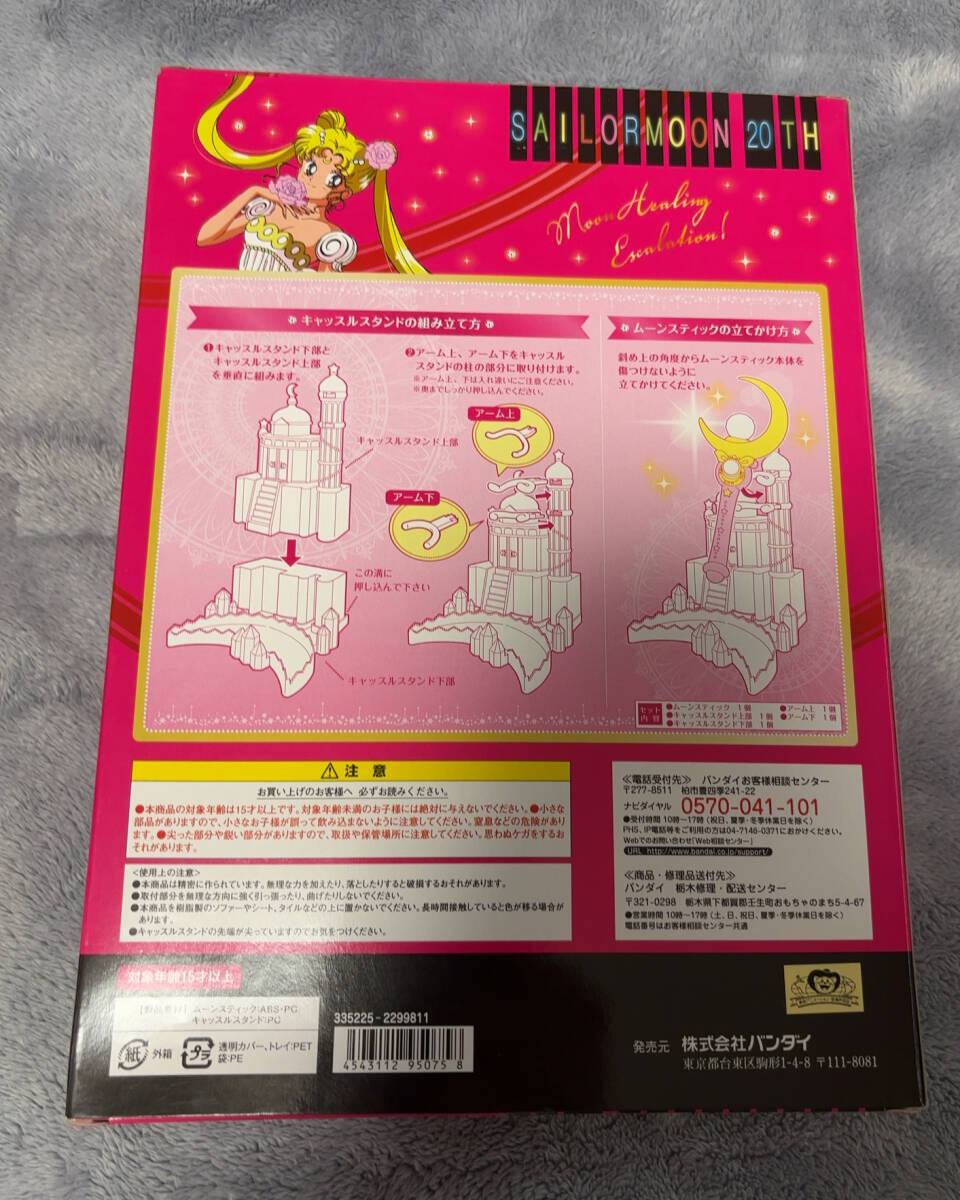 SAILORMOON 20TH
Moon Healing
Escalation!
キャッスルスタンドの組み立て方
❶キャッスルスタンド下部と
キャッスルスタンド上部
を垂直に組みます。
キャッスルスタンド上部
この溝に
押し込んで下さい
キャッスルスタンド下部
❷アーム上、アーム下をキャッスル
スタンドの柱の部分に取り付けます。
※アーム上、下は入れ違いにご注意ください。
※奥までしっかり押し込んでください。
アーム上
アーム下
ムーンスティックの立てかけ方
斜め上の角度からムーンスティック本体を
傷つけないように
立てかけてください。
セット
内容
●ムーンスティック 1個
●キャッスルスタンド上部 1個
●キャッスルスタンド下部 1個
●アーム上 1個
●アーム下 1個
注意
お買い上げのお客様へ 必ずお読みください。
●本商品の対象年齢は15才以上です。対象年齢未満のお子様には絶対に与えないでください。●小さな
部品がありますので、小さなお子様が誤って飲み込まないように注意してください。窒息などの危険があり
ます。●尖った部分や鋭い部分がありますので、取扱や保管場所に注意してください。思わぬケガをするお
それがあります。
<使用上の注意>
●本商品は精密に作られています。無理な力を加えたり、落としたりすると破損するおそれがあります。
●取付部分を無理な方向に強く引っ張ったり、曲げたりしないでください。
●本商品を樹脂製のソファーやシート、タイルなどの上に置かないでください。長時間接触していると色が移る場合が
あります。
●キャッスルスタンドの先端が尖っていますのでお気をつけください。
≪電話受付先≫ バンダイお客様相談センター
〒277-8511 柏市豊四季241-22
ナビダイヤル 0570-041-101
●受付時間 10時~17時(祝日、夏季・冬季休業日を除く)
PHS、IP電話等をご利用の方は04-7146-0371におかけください。
Webでのお問い合わせ「Web相談センター」
URL http://www.bandai.co.jp/support/
≪商品・修理品送付先≫
バンダイ 栃木修理・配送センター
〒321-0298 栃木県下都賀郡壬生町おもちゃのまち5-4-67
●営業時間 10時~17時(土、日、祝日、夏季・冬季休業日を除く)
電話番号はお客様相談センター共通
対象年齢15才以上
ムーンスティック:ABS・PC
キャッスルスタンド:PC
紙 外箱
プラ 透明カバー、トレイ:PET
袋:PE
335225-2299811
4543112 950758
発売元 株式会社バンダイ
東京都台東区駒形1-4-8 〒111-8081